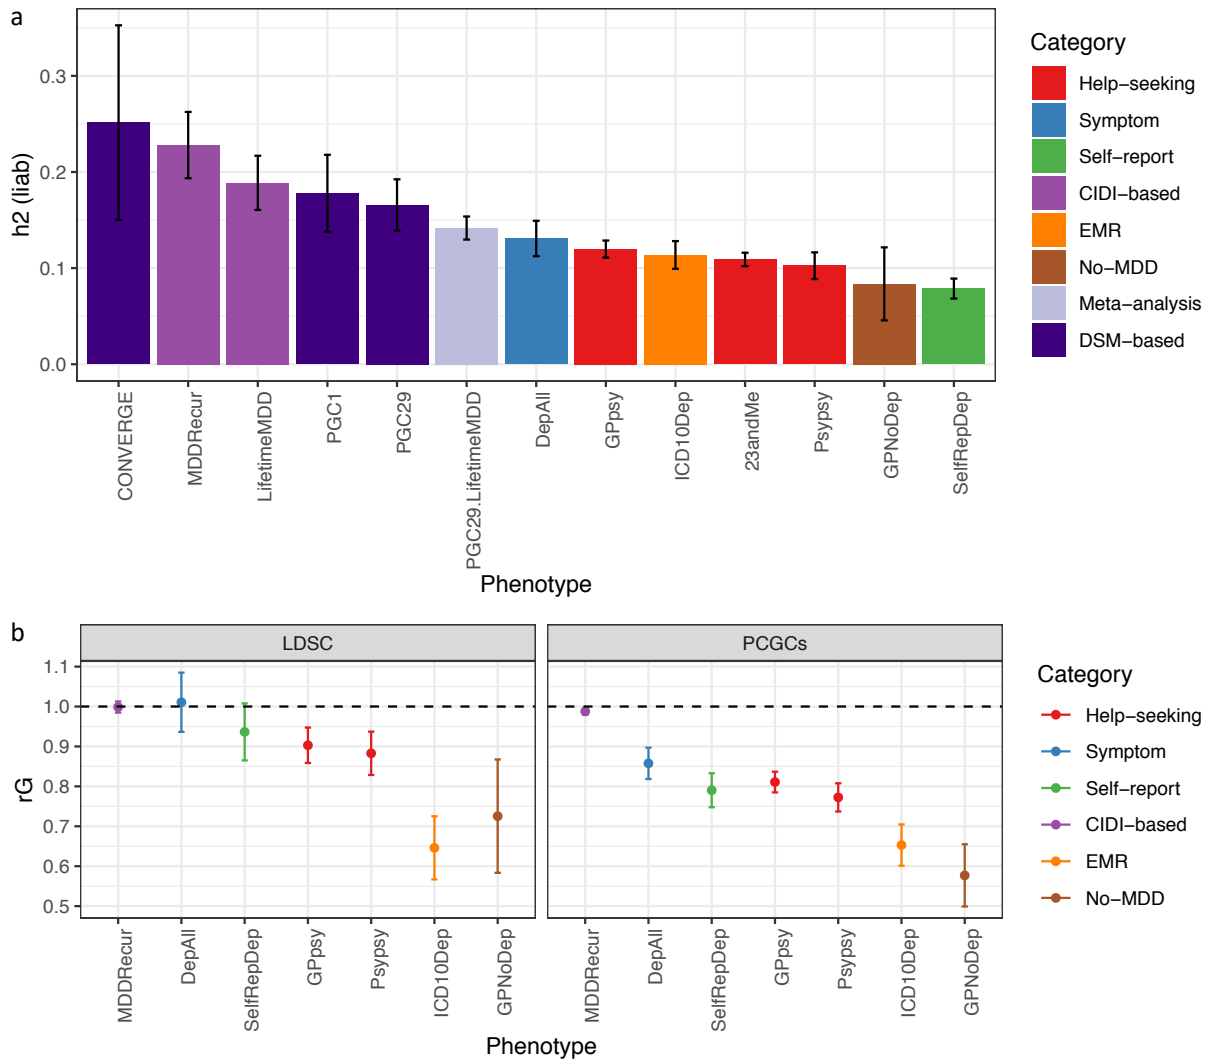 a
h2 (liab)
0.3
0.2
0.1
0.0
CONVERGE
MDDRecur
LifetimeMDD
PGC1
PGC29
PGC29.LifetimeMDD
DepAll
GPpsy
ICD10Dep
23andMe
Psypsy
GPNoDep
SelfRepDep
Phenotype
Category
Help−seeking
Symptom
Self−report
CIDI−based
EMR
No−MDD
Meta−analysis
DSM−based
b
LDSC
PCGCs
rG
1.1
1.0
0.9
0.8
0.7
0.6
0.5
MDDRecur
DepAll
SelfRepDep
GPpsy
Psypsy
ICD10Dep
GPNoDep
MDDRecur
DepAll
SelfRepDep
GPpsy
Psypsy
ICD10Dep
GPNoDep
Phenotype
Category
Help−seeking
Symptom
Self−report
CIDI−based
EMR
No−MDD